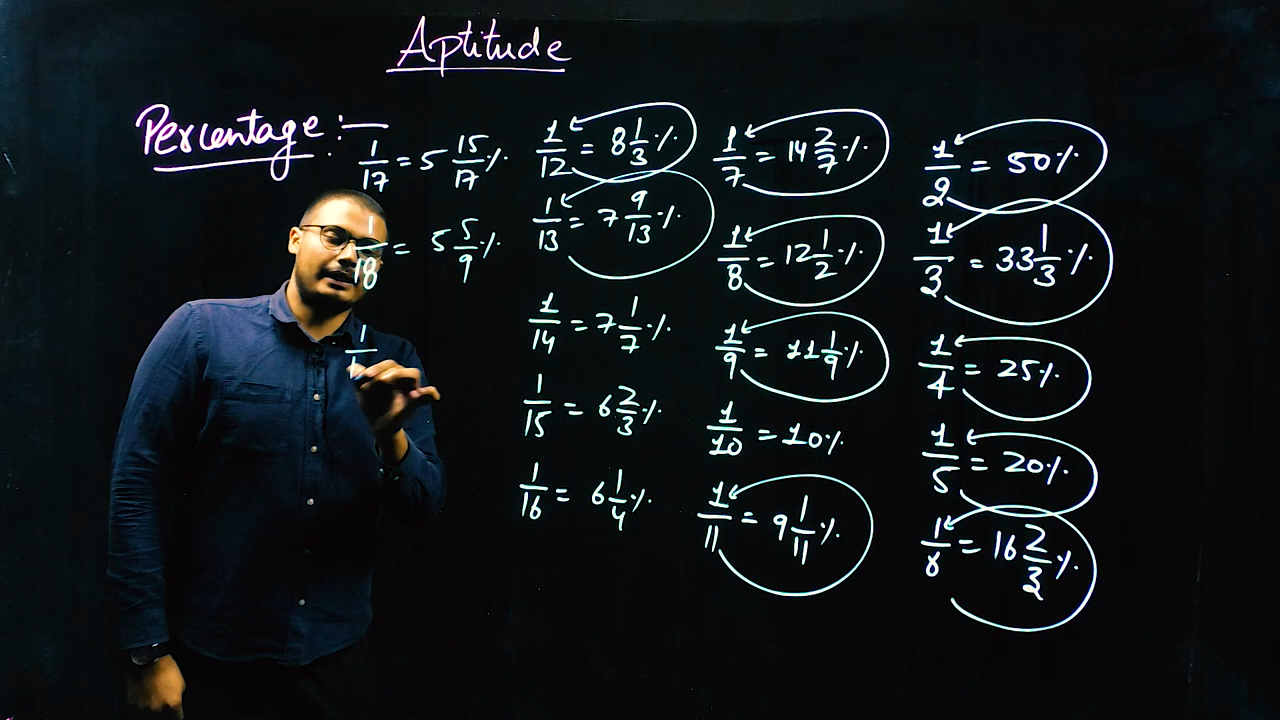 Aptitude
Percentage :—
1/17 = 5 15/17 %
1/18 = 5 5/9 %
1/1
1/12 = 8 1/3 %
1/13 = 7 9/13 %
1/14 = 7 1/7 %
1/15 = 6 2/3 %
1/16 = 6 1/4 %
1/7 = 14 2/7 %
1/8 = 12 1/2 %
1/9 = 11 1/9 %
1/10 = 10%
1/11 = 9 1/11 %
1/2 = 50%
1/3 = 33 1/3 %
1/4 = 25%
1/5 = 20%
1/6 = 16 2/3 %